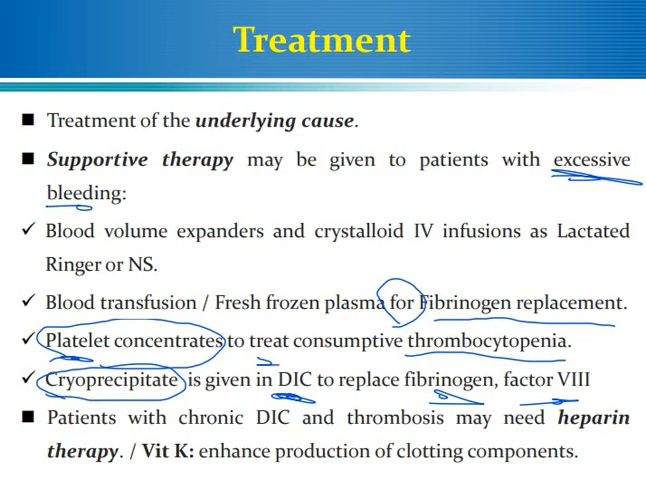 Treatment
■ Treatment of the underlying cause.
■ Supportive therapy may be given to patients with excessive
bleeding:
✓ Blood volume expanders and crystalloid IV infusions as Lactated
Ringer or NS.
✓ Blood transfusion / Fresh frozen plasma for Fibrinogen replacement.
✓ Platelet concentrates to treat consumptive thrombocytopenia.
✓ Cryoprecipitate is given in DIC to replace fibrinogen, factor VIII
■ Patients with chronic DIC and thrombosis may need heparin
therapy. / Vit K: enhance production of clotting components.